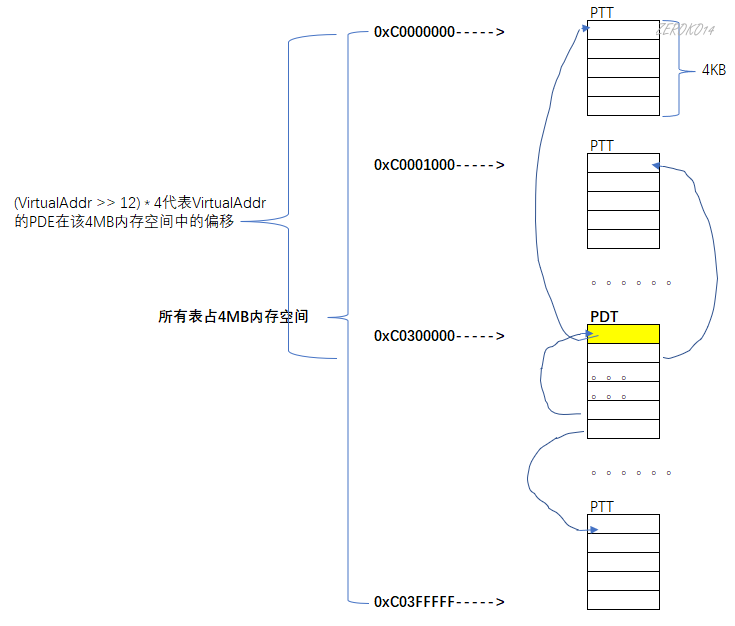 PTT
ZEROKO14
0xC0000000----->
4KB
PTT
0xC0001000----->
(VirtualAddr >> 12) * 4代表VirtualAddr
的PDE在该4MB内存空间中的偏移
。。。。。。
PDT
所有表占4MB内存空间
0xC0300000----->
。。。
。。。
。。。。。。
PTT
0xC03FFFFF----->